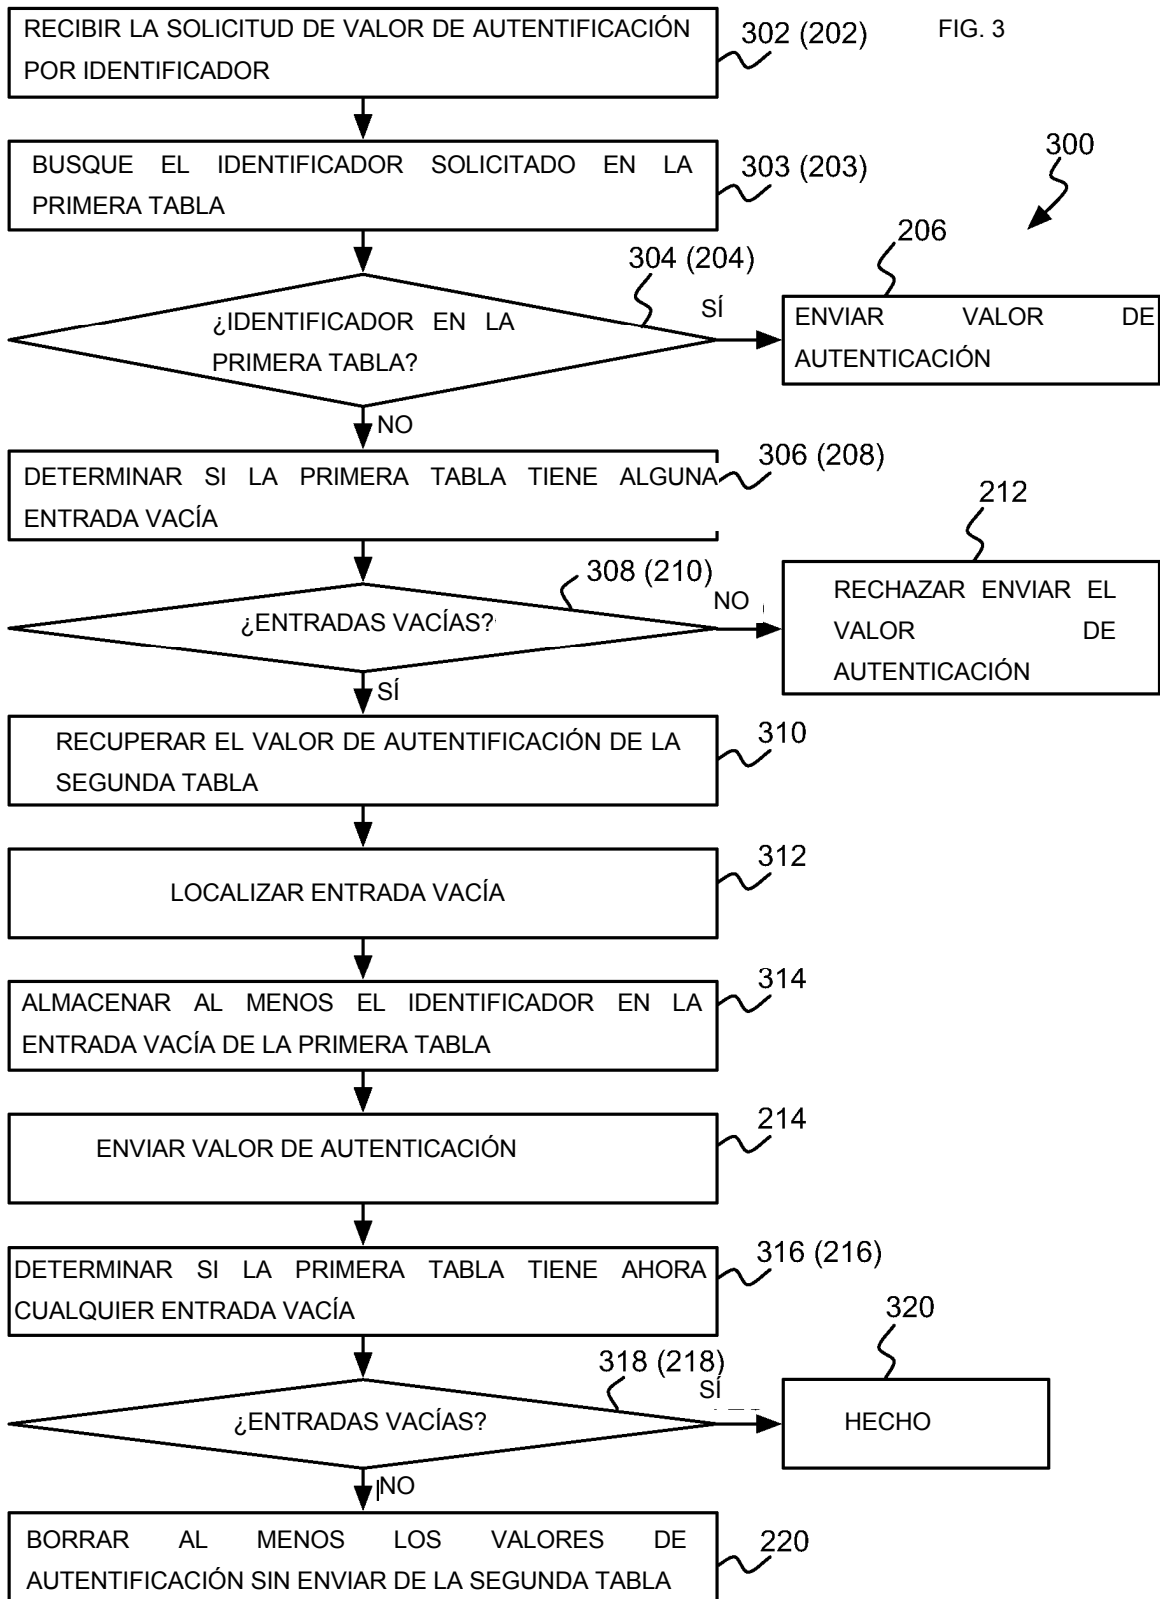 RECIBIR LA SOLICITUD DE VALOR DE AUTENTIFICACIÓN
POR IDENTIFICADOR
302 (202)
FIG. 3
BUSQUE EL IDENTIFICADOR SOLICITADO EN LA
PRIMERA TABLA
303 (203)
300
304 (204)
¿IDENTIFICADOR EN LA
PRIMERA TABLA?
SÍ
206
ENVIAR VALOR DE
AUTENTICACIÓN
NO
DETERMINAR SI LA PRIMERA TABLA TIENE ALGUNA
ENTRADA VACÍA
306 (208)
308 (210)
¿ENTRADAS VACÍAS?
NO
212
RECHAZAR ENVIAR EL
VALOR DE
AUTENTICACIÓN
SÍ
RECUPERAR EL VALOR DE AUTENTIFICACIÓN DE LA
SEGUNDA TABLA
310
LOCALIZAR ENTRADA VACÍA
312
ALMACENAR AL MENOS EL IDENTIFICADOR EN LA
ENTRADA VACÍA DE LA PRIMERA TABLA
314
ENVIAR VALOR DE AUTENTICACIÓN
214
DETERMINAR SI LA PRIMERA TABLA TIENE AHORA
CUALQUIER ENTRADA VACÍA
316 (216)
318 (218)
¿ENTRADAS VACÍAS?
SÍ
320
HECHO
NO
BORRAR AL MENOS LOS VALORES DE
AUTENTIFICACIÓN SIN ENVIAR DE LA SEGUNDA TABLA
220